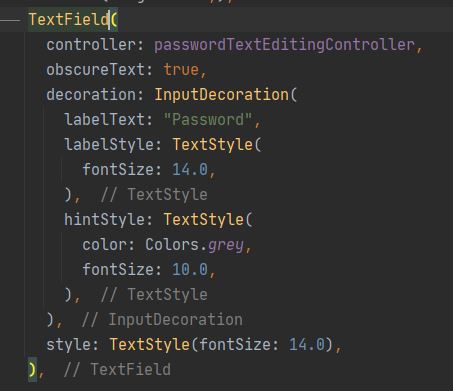 TextField(
controller: passwordTextEditingController,
obscureText: true,
decoration: InputDecoration(
labelText: "Password",
labelStyle: TextStyle(
fontSize: 14.0,
),  // TextStyle
hintStyle: TextStyle(
color: Colors.grey,
fontSize: 10.0,
),  // TextStyle
),  // InputDecoration
style: TextStyle(fontSize: 14.0),
),  // TextField